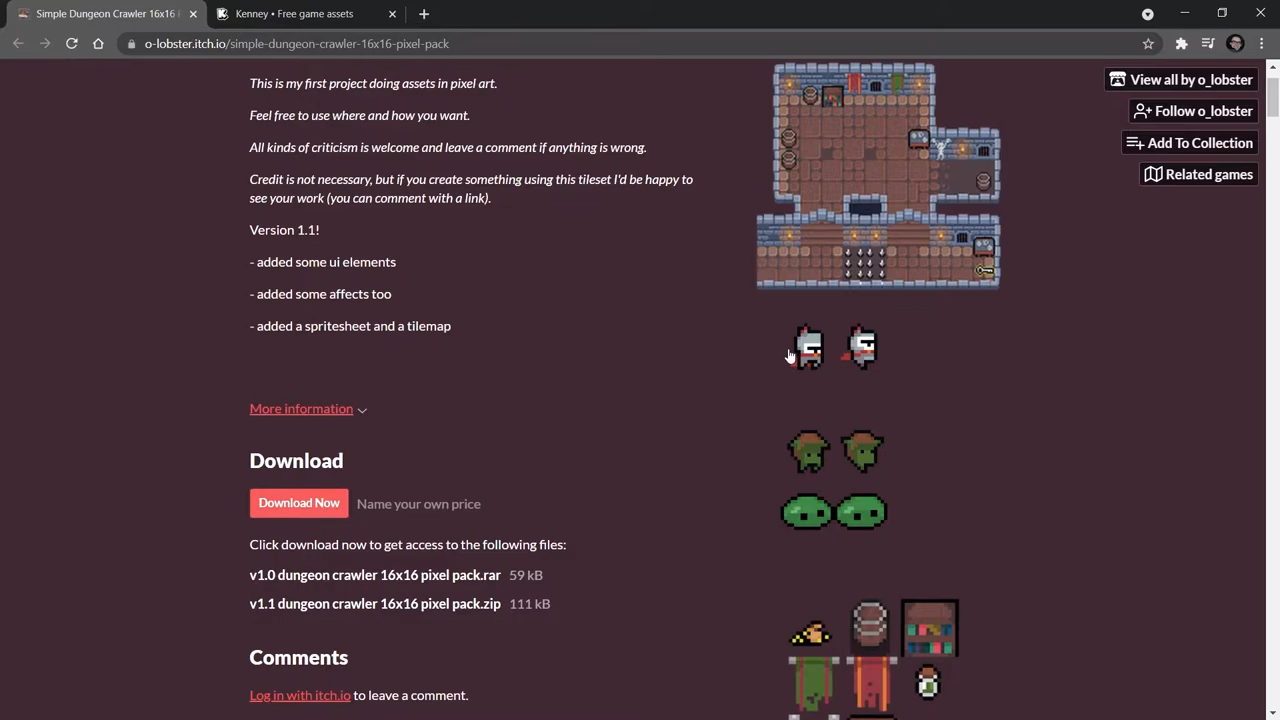 Simple Dungeon Crawler 16x16 P
Kenney • Free game assets
o-lobster.itch.io/simple-dungeon-crawler-16x16-pixel-pack
This is my first project doing assets in pixel art.
View all by o_lobster
Feel free to use where and how you want.
Follow o_lobster
All kinds of criticism is welcome and leave a comment if anything is wrong.
Add To Collection
Credit is not necessary, but if you create something using this tileset I'd be happy to
see your work (you can comment with a link).
Related games
Version 1.1!
- added some ui elements
- added some affects too
- added a spritesheet and a tilemap
More information
Download
Download Now Name your own price
Click download now to get access to the following files:
v1.0 dungeon crawler 16x16 pixel pack.rar 59 kB
v1.1 dungeon crawler 16x16 pixel pack.zip 111 kB
Comments
Log in with itch.io to leave a comment.